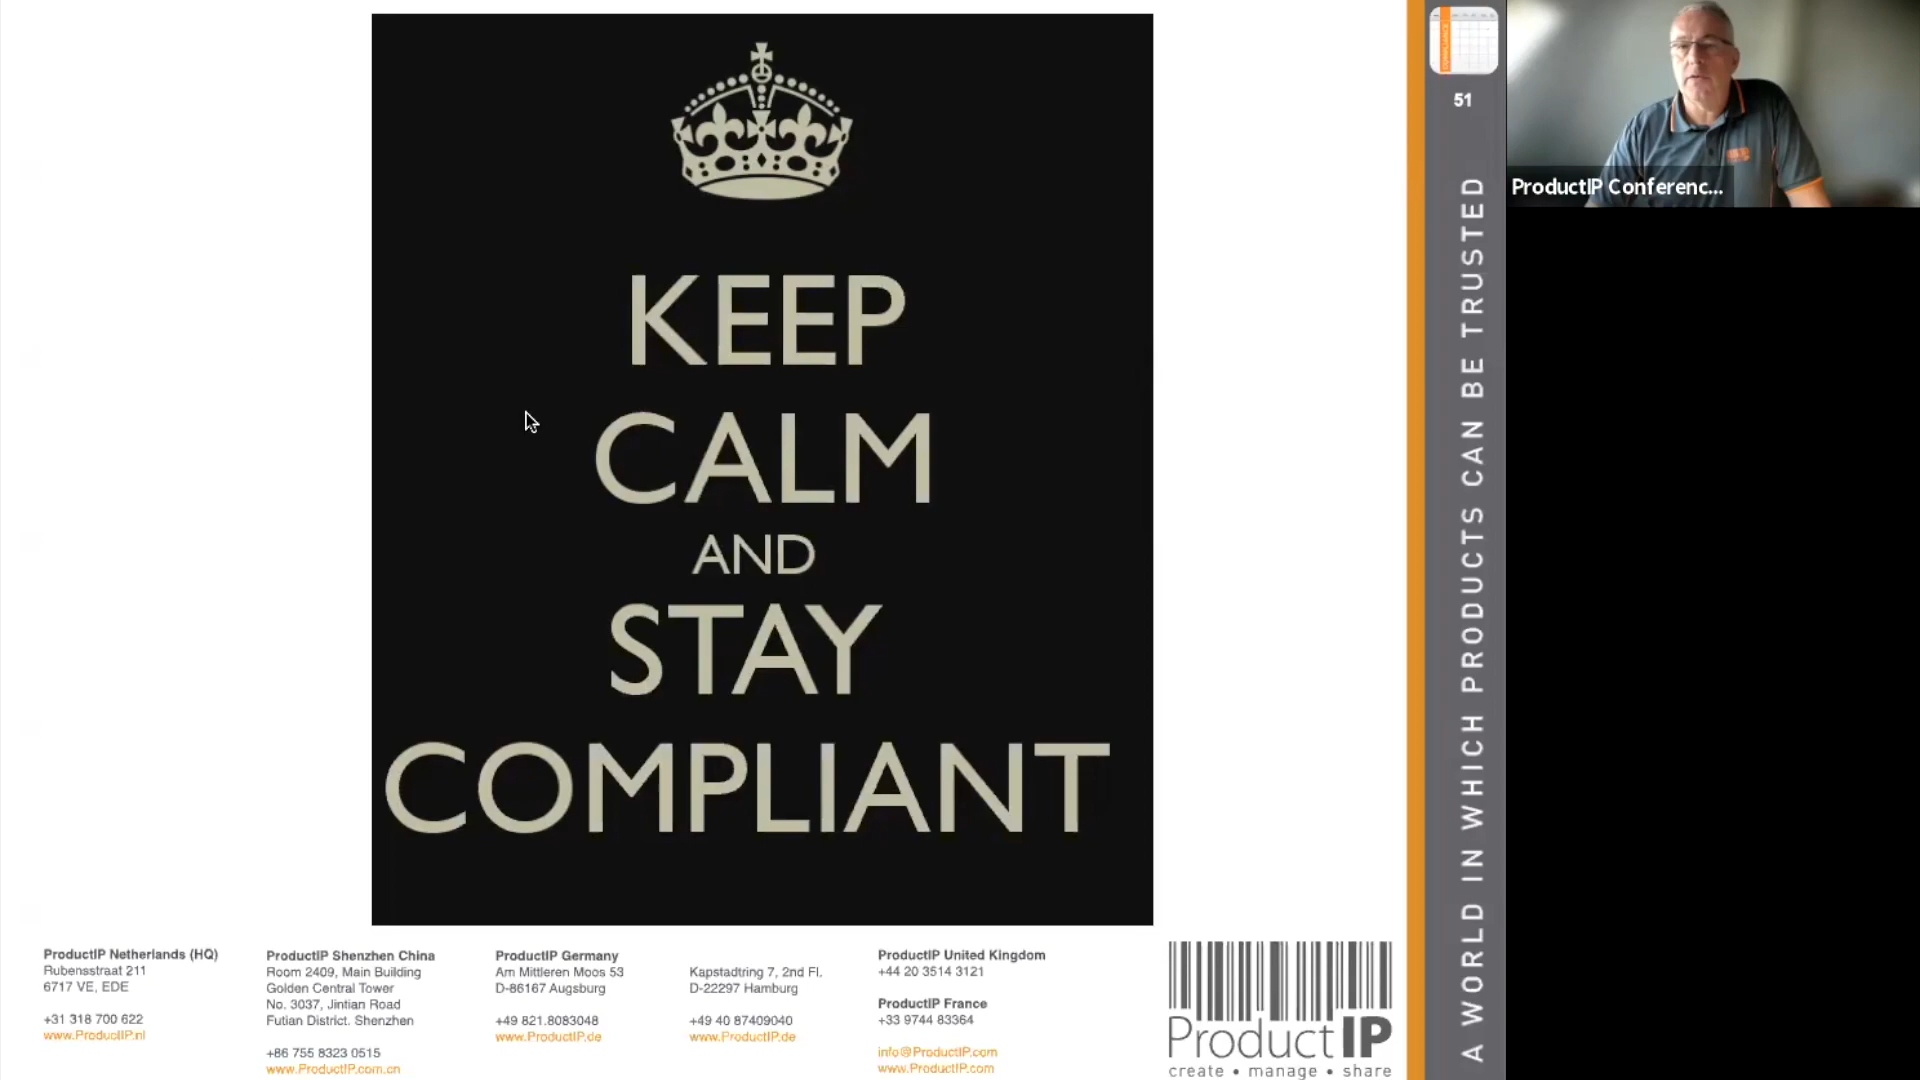 KEEP
CALM
AND
STAY
COMPLIANT
51
A WORLD IN WHICH PRODUCTS CAN BE TRUSTED
ProductIP Conferenc...
ProductIP Netherlands (HQ)
Rubensstraat 211
6717 VE, EDE
+31 318 700 622
www.ProductIP.nl
ProductIP Shenzhen China
Room 2409, Main Building
Golden Central Tower
No. 3037, Jintian Road
Futian District. Shenzhen
+86 755 8323 0515
www.ProductIP.com.cn
ProductIP Germany
Am Mittleren Moos 53
D-86167 Augsburg
+49 821.8083048
www.ProductIP.de
Kapstadtring 7, 2nd Fl.
D-22297 Hamburg
+49 40 87409040
www.ProductIP.de
ProductIP United Kingdom
+44 20 3514 3121
ProductIP France
+33 9744 83364
info@ProductIP.com
www.ProductIP.com
ProductIP
create • manage • share